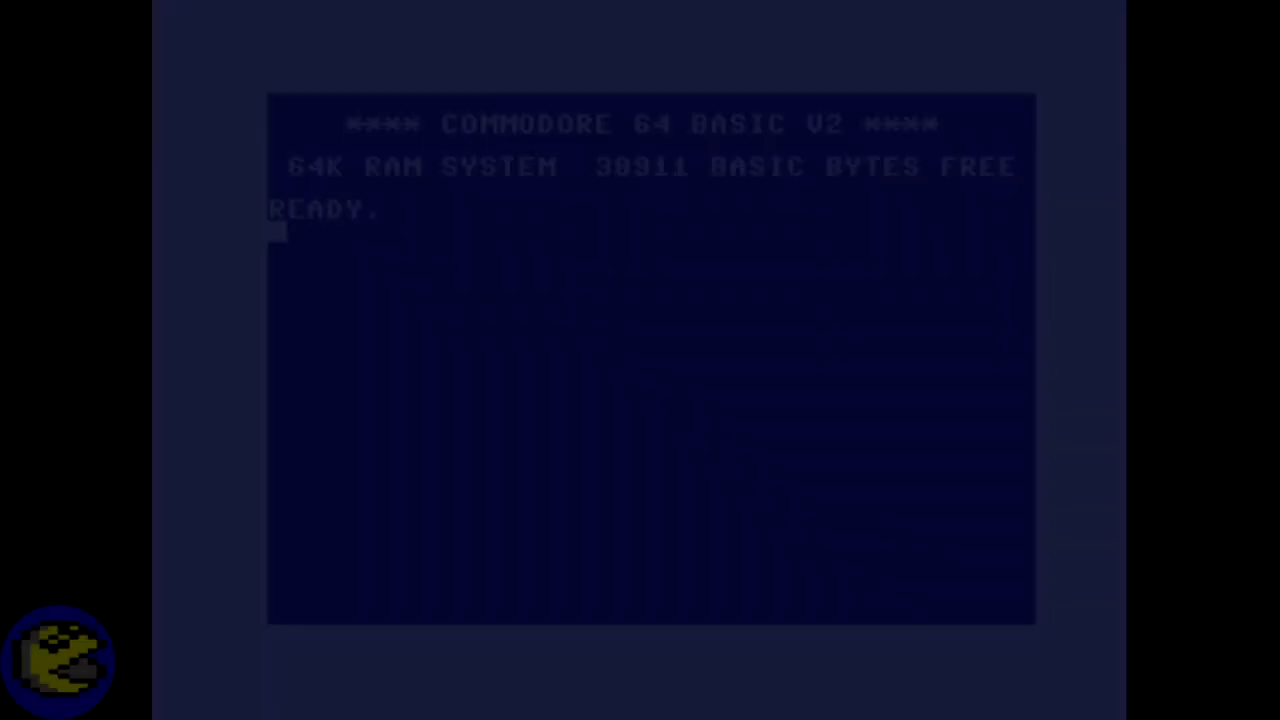 **** COMMODORE 64 BASIC V2 ****
64K RAM SYSTEM  38911 BASIC BYTES FREE
READY.